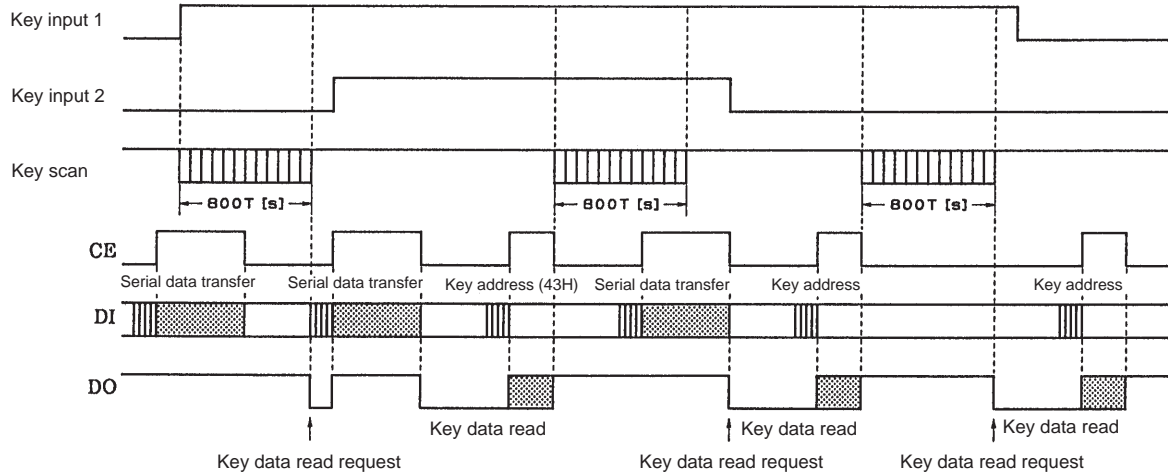 Key input 1
Key input 2
Key scan
800T [s] 800T [s] 800T [s]
CE
Serial data transfer Serial data transfer Key address (43H) Serial data transfer Key address Key address
DI
DO
Key data read Key data read Key data read
Key data read request Key data read request Key data read request